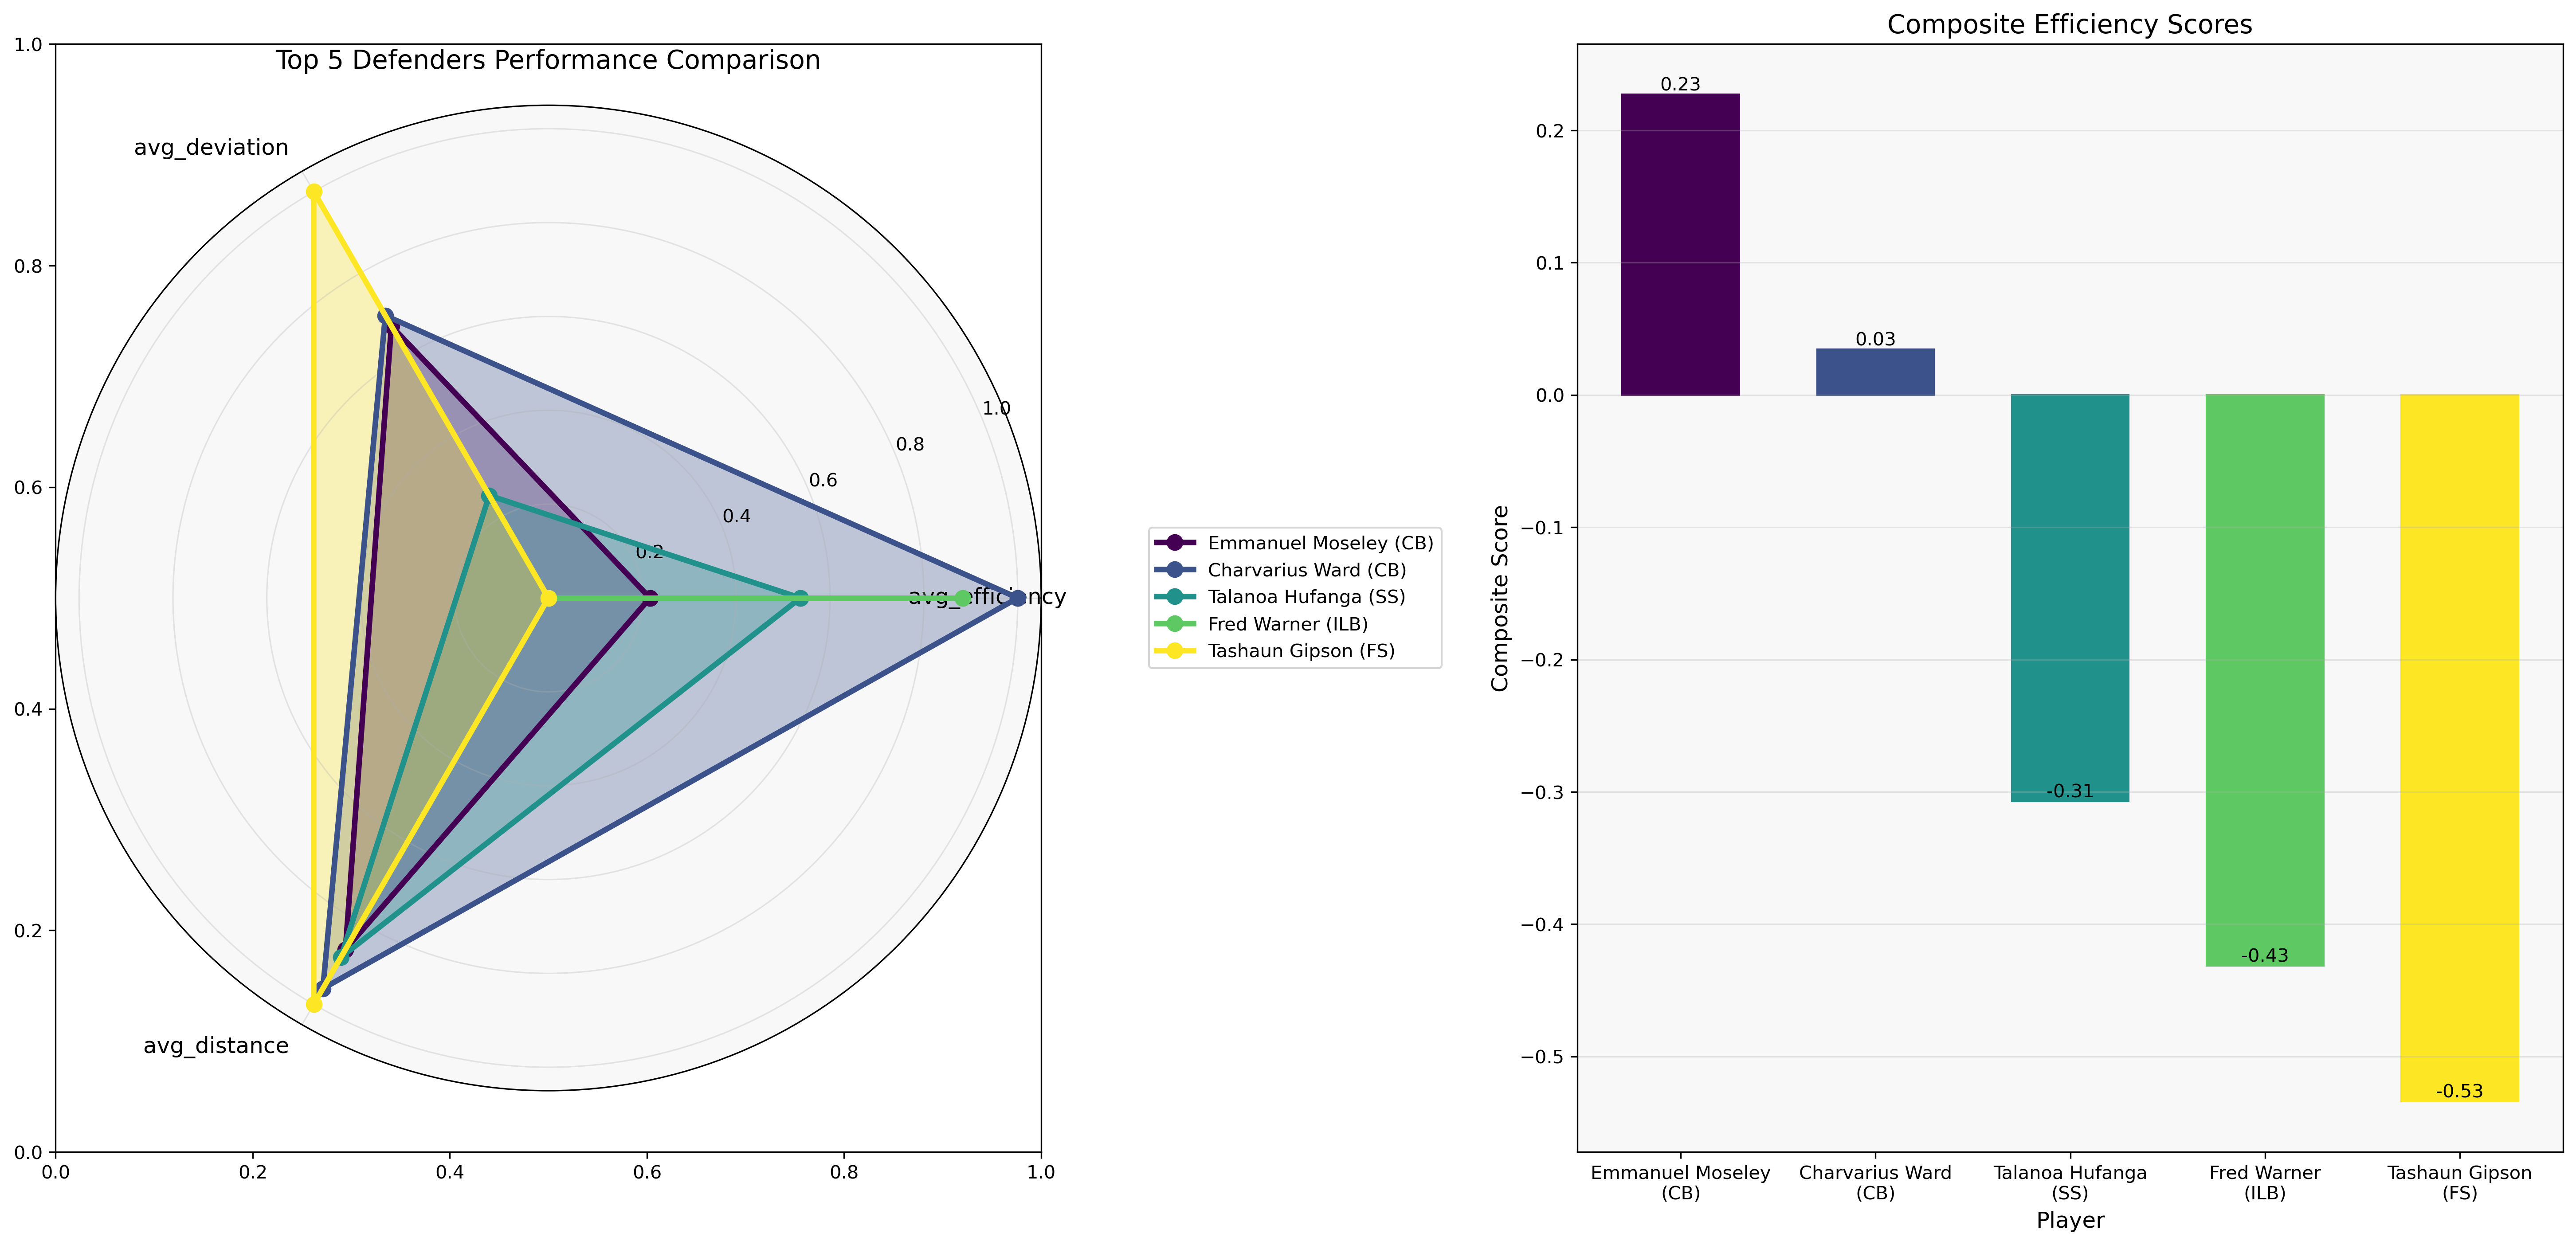 Top 5 Defenders Performance Comparison
1.0
0.8
0.6
0.4
0.2
0.0
0.0 0.2 0.4 0.6 0.8 1.0
avg_deviation
1.0
0.8
0.6
0.4
0.2
avg_efficiency
avg_distance
Emmanuel Moseley (CB)
Charvarius Ward (CB)
Talanoa Hufanga (SS)
Fred Warner (ILB)
Tashaun Gipson (FS)
Composite Efficiency Scores
Composite Score
0.2
0.1
0.0
−0.1
−0.2
−0.3
−0.4
−0.5
0.23
0.03
-0.31
-0.43
-0.53
Emmanuel Moseley Charvarius Ward Talanoa Hufanga Fred Warner Tashaun Gipson
(CB) (CB) (SS) (ILB) (FS)
Player